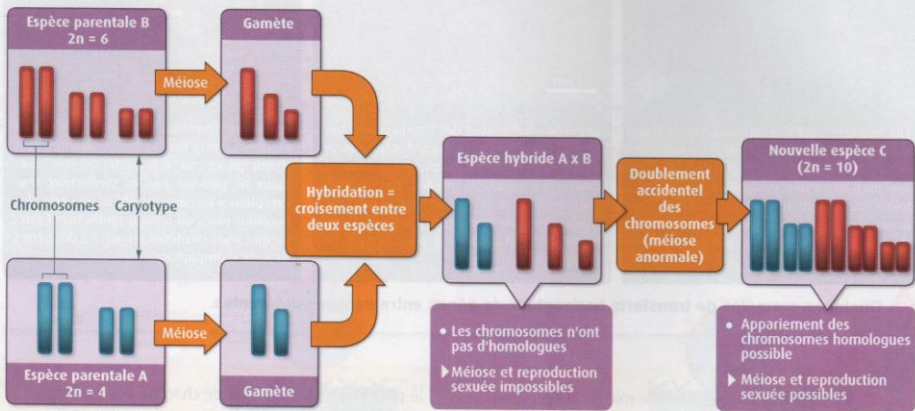 Espèce parentale B
2n = 6
Méiose
Gamète
Chromosomes
Caryotype
Hybridation =
croisement entre
deux espèces
Espèce parentale A
2n = 4
Méiose
Gamète
Espèce hybride A x B
• Les chromosomes n'ont
pas d'homologues
▶ Méiose et reproduction
sexuée impossibles
Doublement
accidentel
des
chromosomes
(méiose
anormale)
Nouvelle espèce C
(2n = 10)
• Appariement des
chromosomes homologues
possible
▶ Méiose et reproduction
sexuée possibles